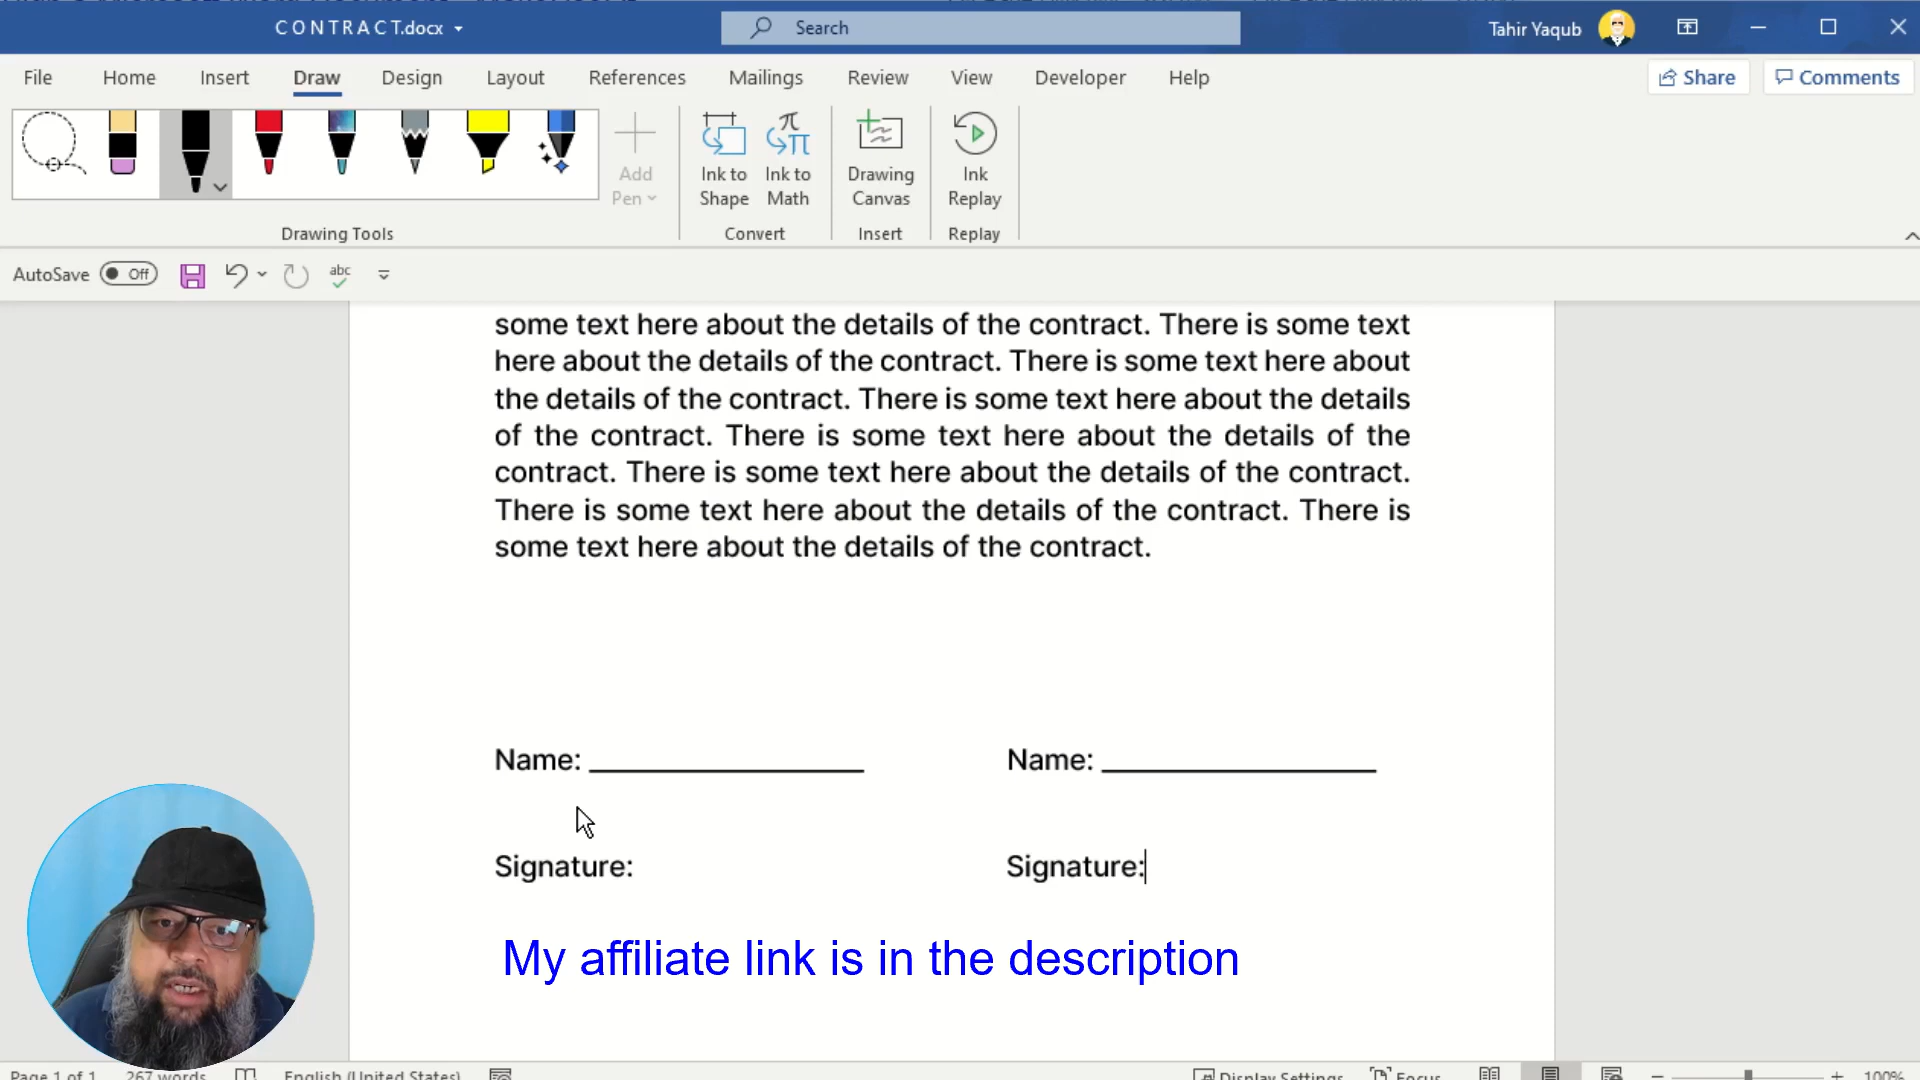 CONTRACT.docx
Search
Tahir Yaqub
File Home Insert Draw Design Layout References Mailings Review View Developer Help
Share Comments
Add Pen
Ink to Shape
Ink to Math
Drawing Canvas
Ink Replay
Drawing Tools
Convert
Insert
Replay
AutoSave Off
abc
some text here about the details of the contract. There is some text
here about the details of the contract. There is some text here about
the details of the contract. There is some text here about the details
of the contract. There is some text here about the details of the
contract. There is some text here about the details of the contract.
There is some text here about the details of the contract. There is
some text here about the details of the contract.
Name: __________________ Name: __________________
Signature: Signature:
My affiliate link is in the description
Page 1 of 1 267 words English (United States) Display Settings Focus 100%